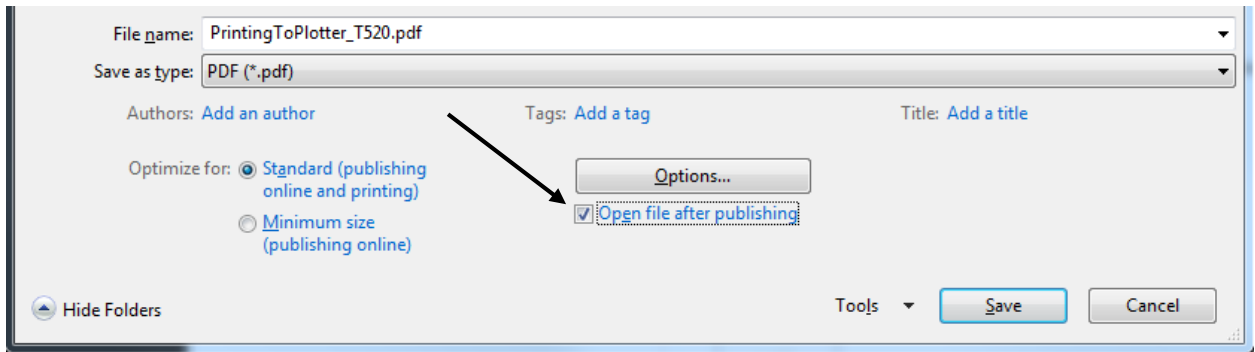 File name: PrintingToPlotter_T520.pdf
Save as type: PDF (*.pdf)
Authors: Add an author Tags: Add a tag Title: Add a title
Optimize for: Standard (publishing
online and printing)
Options...
Open file after publishing
Minimum size
(publishing online)
Hide Folders Tools Save Cancel